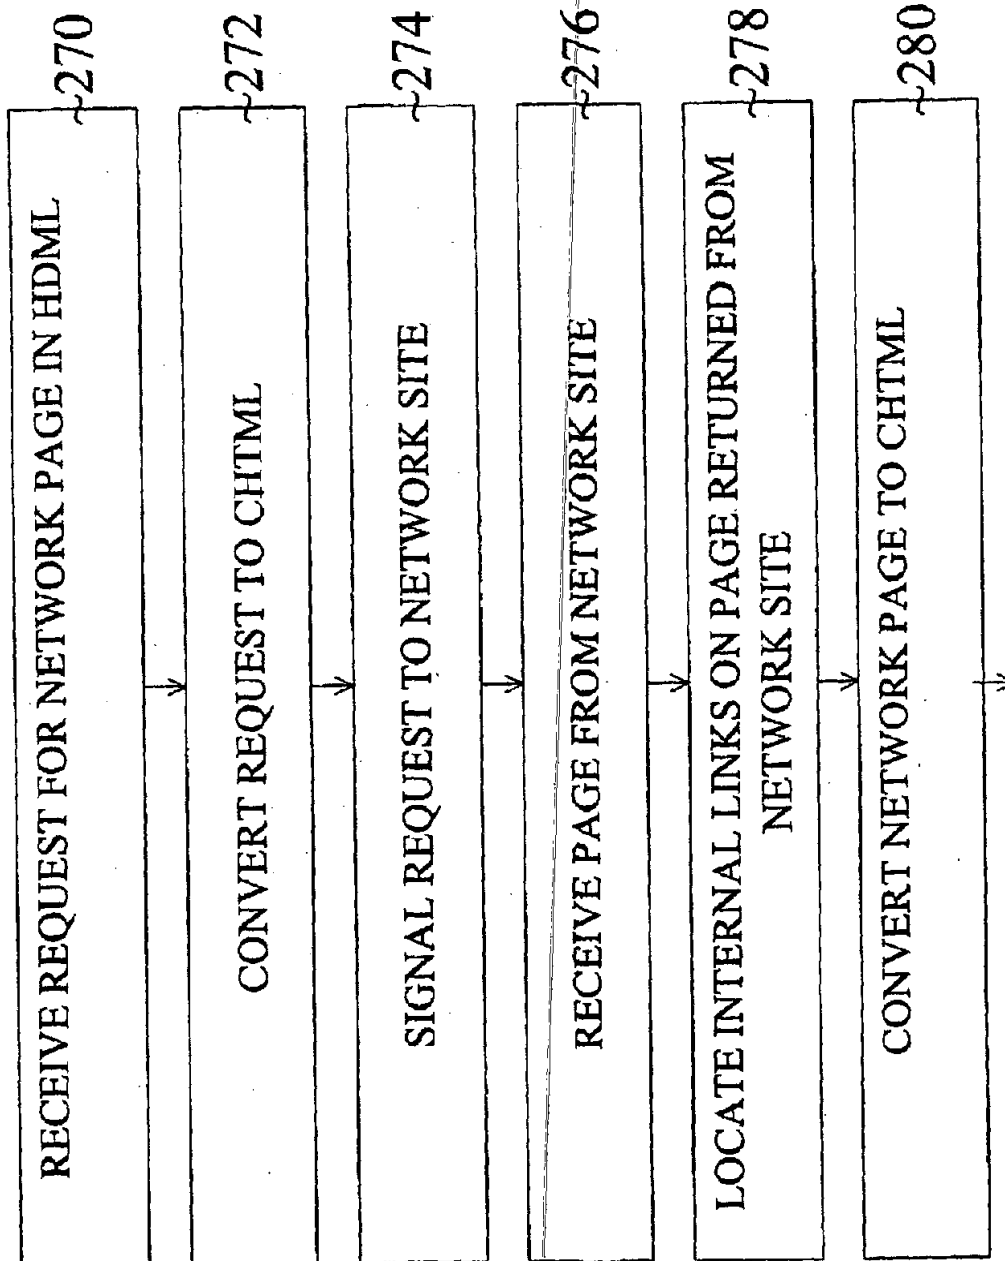 RECEIVE REQUEST FOR NETWORK PAGE IN HDML
~270
CONVERT REQUEST TO CHTML
~272
SIGNAL REQUEST TO NETWORK SITE
~274
RECEIVE PAGE FROM NETWORK SITE
~276
LOCATE INTERNAL LINKS ON PAGE RETURNED FROM
NETWORK SITE
~278
CONVERT NETWORK PAGE TO CHTML
~280